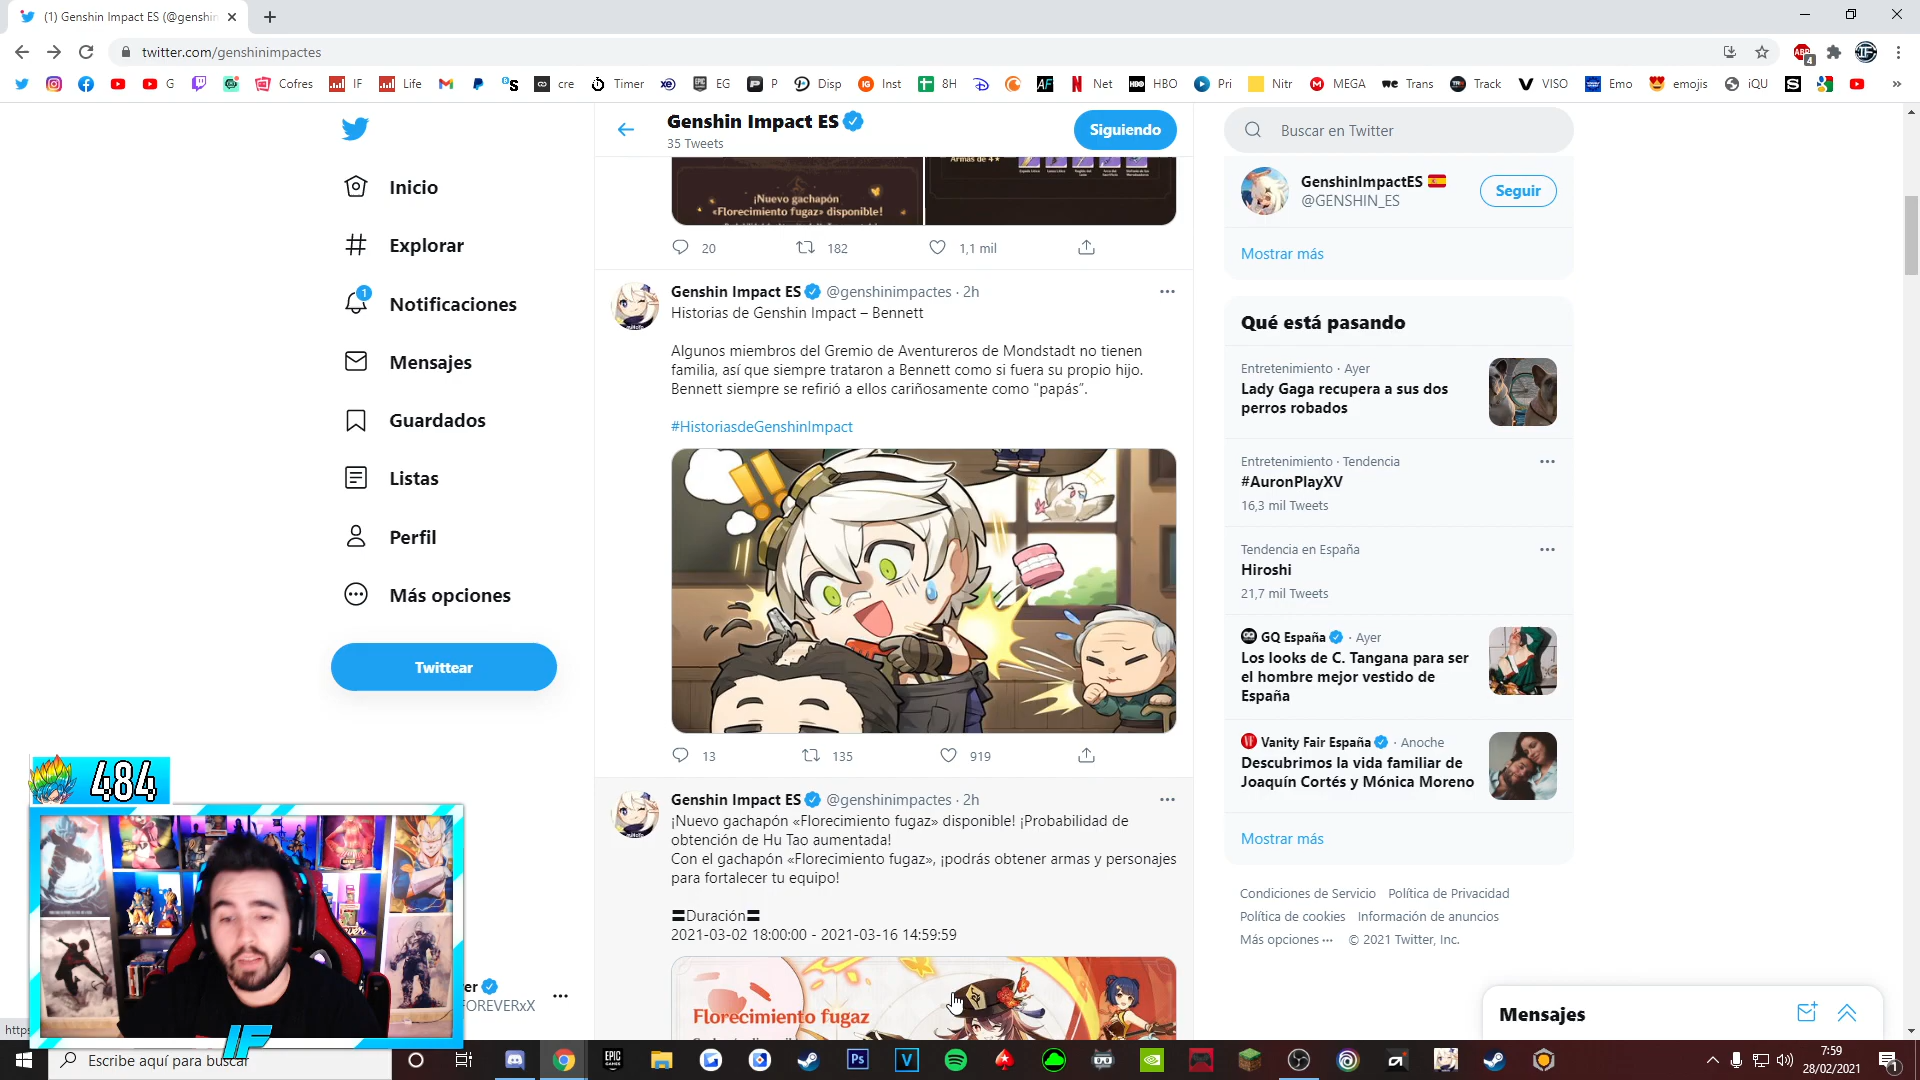 (1) Genshin Impact ES (@genshin
twitter.com/genshinimpactes
4
G
Cofres
IF
Life
cre
Timer
EG
P
Disp
Inst
8H
Net
HBO
Pri
Nitr
MEGA
Trans
Track
VISO
Emo
emojis
iQU
Genshin Impact ES
35 Tweets
Siguiendo
Inicio
Explorar
1
Notificaciones
Mensajes
Guardados
Listas
Perfil
Más opciones
Twittear
Armas de 4★
¡Nuevo gachapón
«Florecimiento fugaz» disponible!
20
182
1,1 mil
Genshin Impact ES @genshinimpactes · 2h
Historias de Genshin Impact – Bennett
Algunos miembros del Gremio de Aventureros de Mondstadt no tienen
familia, así que siempre trataron a Bennett como si fuera su propio hijo.
Bennett siempre se refirió a ellos cariñosamente como "papás".
#HistoriasdeGenshinImpact
13
135
919
Genshin Impact ES @genshinimpactes · 2h
¡Nuevo gachapón «Florecimiento fugaz» disponible! ¡Probabilidad de
obtención de Hu Tao aumentada!
Con el gachapón «Florecimiento fugaz», ¡podrás obtener armas y personajes
para fortalecer tu equipo!
〓Duración〓
2021-03-02 18:00:00 - 2021-03-16 14:59:59
Florecimiento fugaz
Buscar en Twitter
GenshinImpactES
@GENSHIN_ES
Seguir
Mostrar más
Qué está pasando
Entretenimiento · Ayer
Lady Gaga recupera a sus dos
perros robados
Entretenimiento · Tendencia
#AuronPlayXV
16,3 mil Tweets
Tendencia en España
Hiroshi
21,7 mil Tweets
GQ España · Ayer
Los looks de C. Tangana para ser
el hombre mejor vestido de
España
Vanity Fair España · Anoche
Descubrimos la vida familiar de
Joaquín Cortés y Mónica Moreno
Mostrar más
Condiciones de Servicio Política de Privacidad
Política de cookies Información de anuncios
Más opciones ··· © 2021 Twitter, Inc.
Mensajes
484
er
FOREVERxX
IF
https
Escribe aquí para buscar
7:59
28/02/2021
1